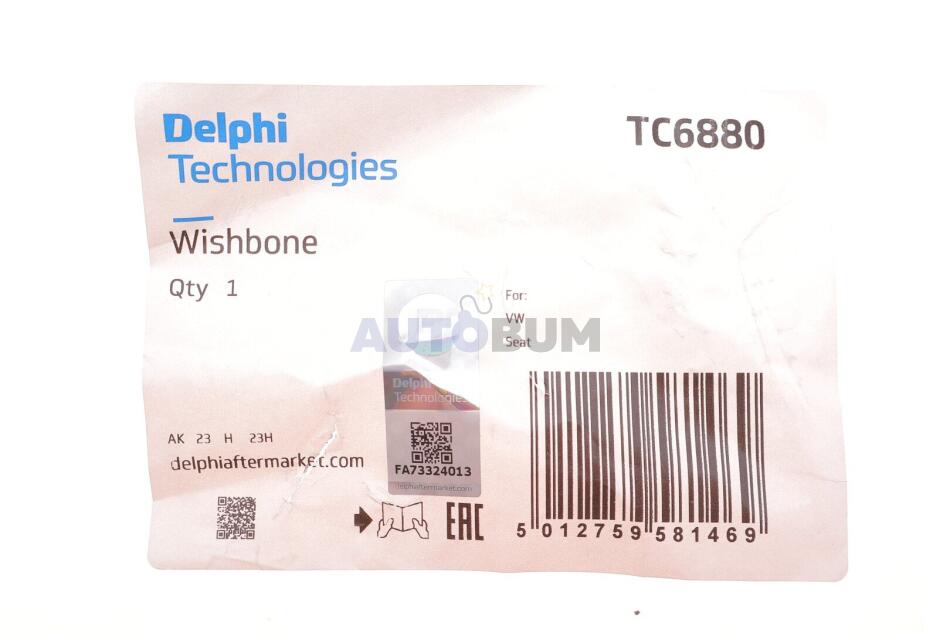 Delphi
Technologies
TC6880
Wishbone
Qty 1
For:
VW
Seat
AUTOBUM
Delphi
Technologies
FA73324013
delphiaftermarket.com
AK 23 H 23H
delphiaftermarket.com
EAC
5 012759 581469